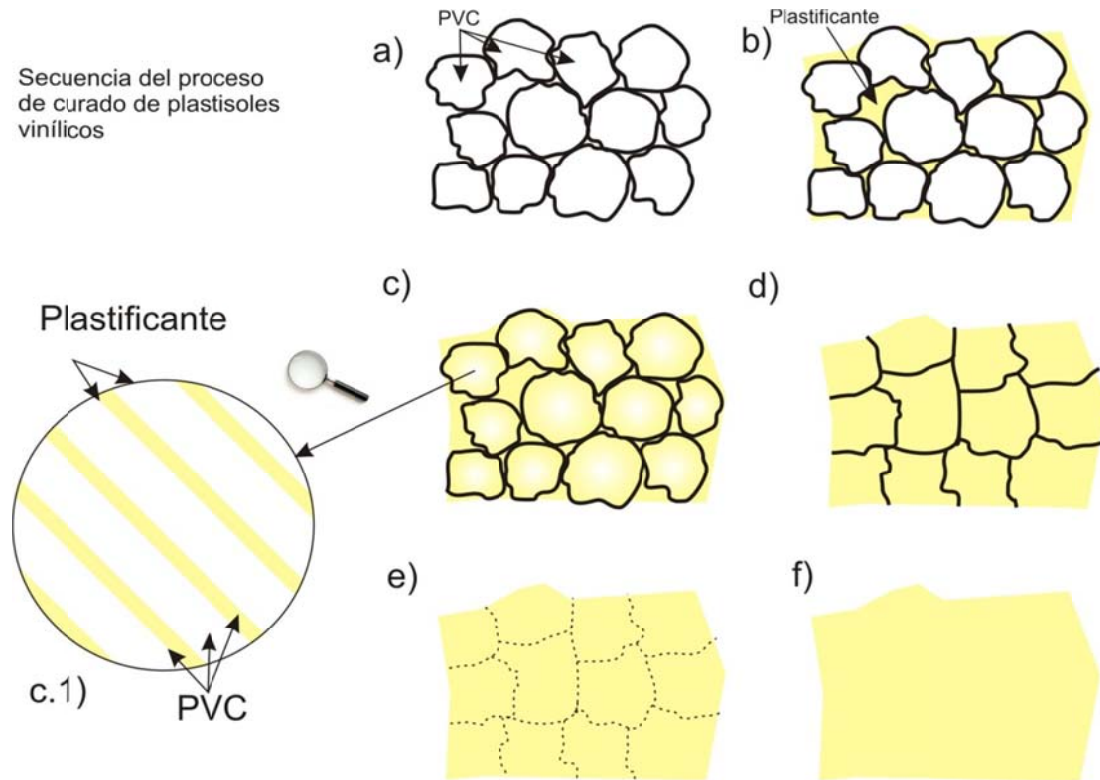 Secuencia del proceso
de curado de plastisoles
vinílicos
a)
PVC
b)
Plastificante
c)
d)
Plastificante
c.1)
PVC
e)
f)